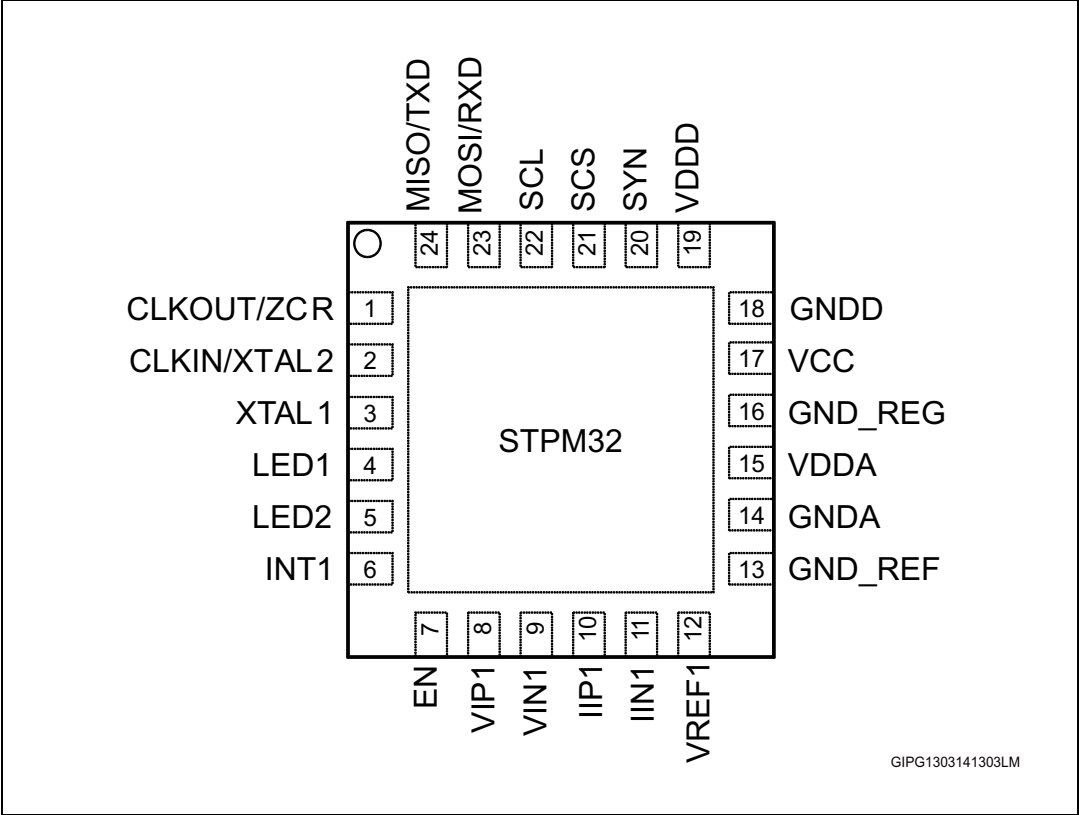 MISO/TXD
MOSI/RXD
SCL
SCS
SYN
VDDD
24
23
22
21
20
19
CLKOUT/ZCR 1
CLKIN/XTAL2 2
XTAL1 3
LED1 4
LED2 5
INT1 6
STPM32
18 GNDD
17 VCC
16 GND_REG
15 VDDA
14 GNDA
13 GND_REF
7
8
9
10
11
12
EN
VIP1
VIN1
IIP1
IIN1
VREF1
GIPG1303141303LM